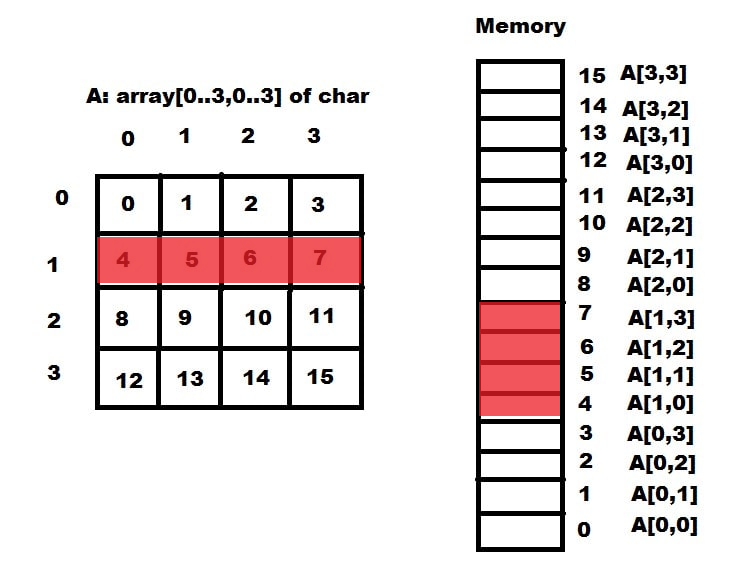 Memory
A: array[0..3,0..3] of char
0 1 2 3
0 0 1 2 3
1 4 5 6 7
2 8 9 10 11
3 12 13 14 15
15 A[3,3]
14 A[3,2]
13 A[3,1]
12 A[3,0]
11 A[2,3]
10 A[2,2]
9 A[2,1]
8 A[2,0]
7 A[1,3]
6 A[1,2]
5 A[1,1]
4 A[1,0]
3 A[0,3]
2 A[0,2]
1 A[0,1]
0 A[0,0]